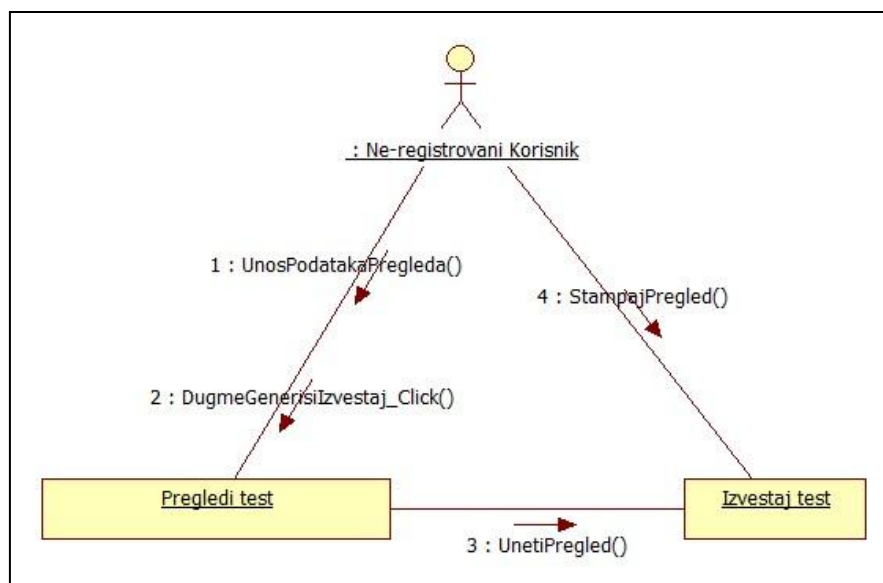 : Ne-registrovani Korisnik
1 : UnosPodatakaPregleda()
4 : StampajPregled()
2 : DugmeGenerisiIzvestaj_Click()
Pregledi test
Izvestaj test
3 : UnetiPregled()